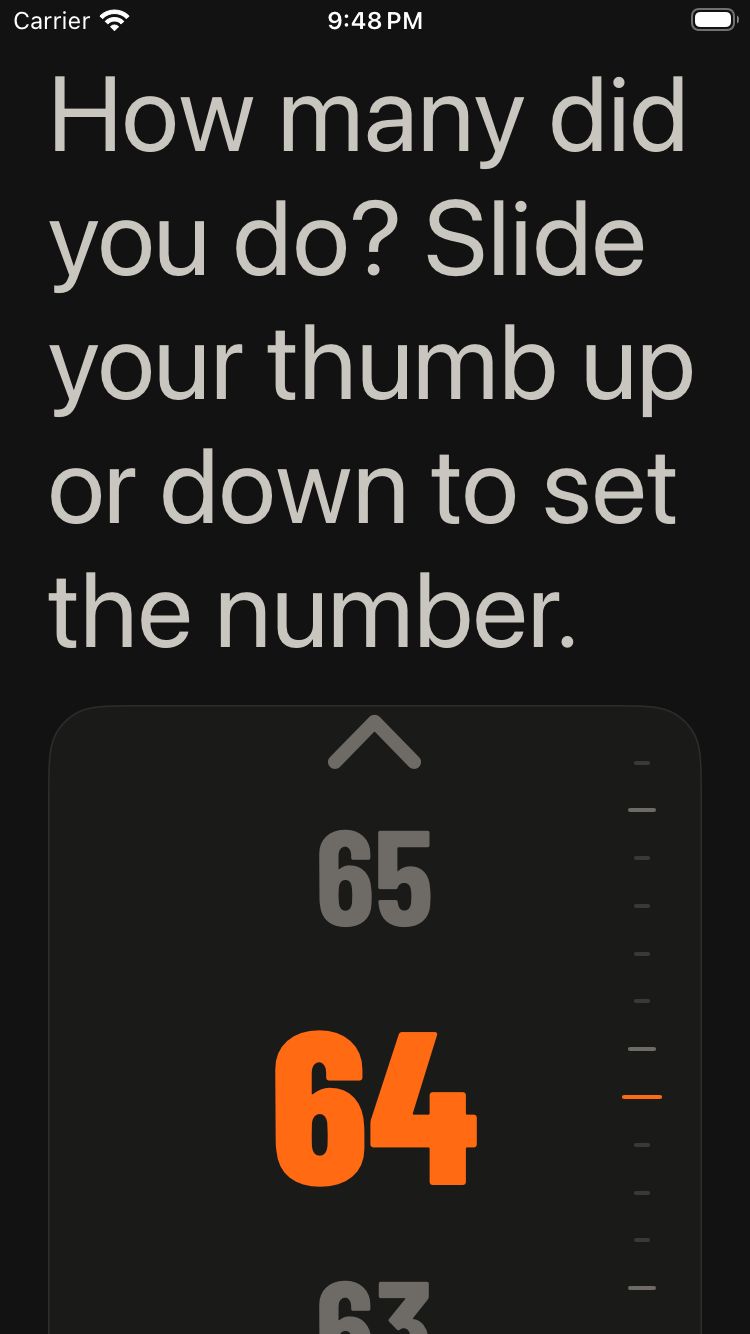 Carrier 9:48 PM
How many did
you do? Slide
your thumb up
or down to set
the number.
65
64
63